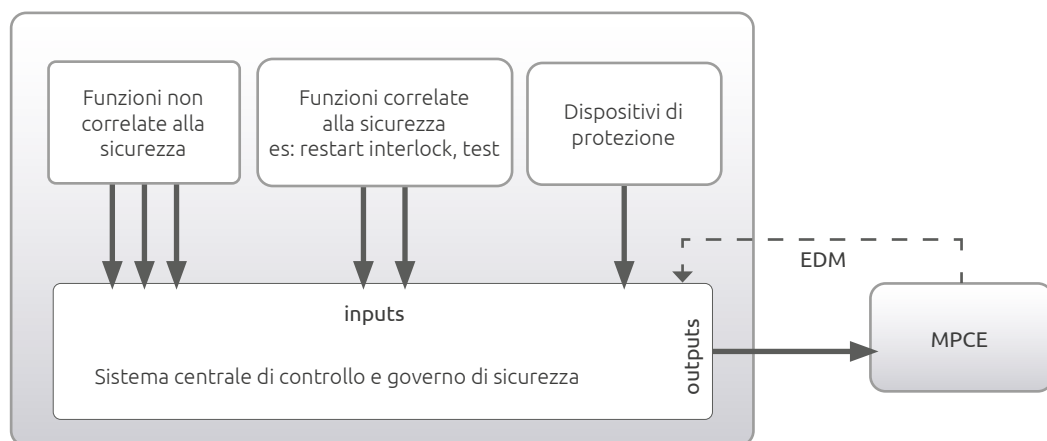 Funzioni non
correlate alla
sicurezza
Funzioni correlate
alla sicurezza
es: restart interlock, test
Dispositivi di
protezione
EDM
inputs
outputs
MPCE
Sistema centrale di controllo e governo di sicurezza